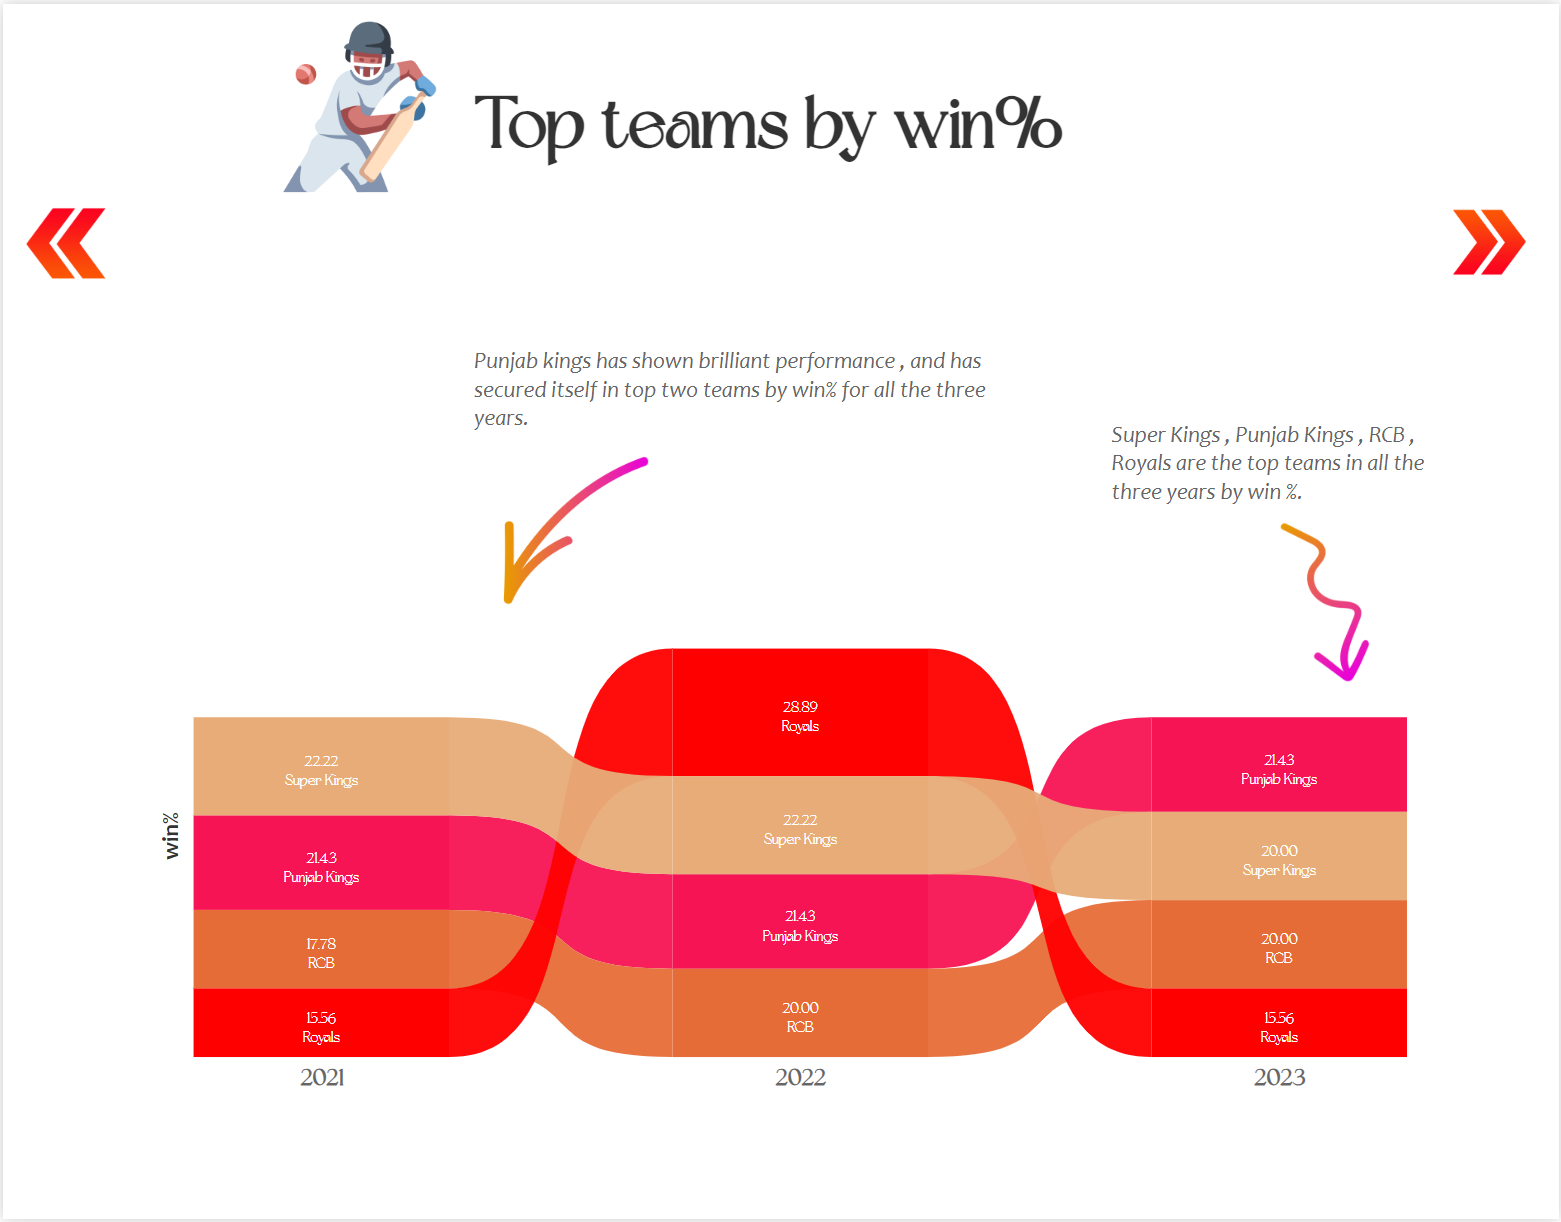 Top teams by win%
Punjab kings has shown brilliant performance , and has
secured itself in top two teams by win% for all the three
years.
Super Kings , Punjab Kings , RCB ,
Royals are the top teams in all the
three years by win %.
win%
22.22
Super Kings
21.43
Punjab Kings
17.78
RCB
15.56
Royals
28.89
Royals
22.22
Super Kings
21.43
Punjab Kings
20.00
RCB
21.43
Punjab Kings
20.00
Super Kings
20.00
RCB
15.56
Royals
2021
2022
2023